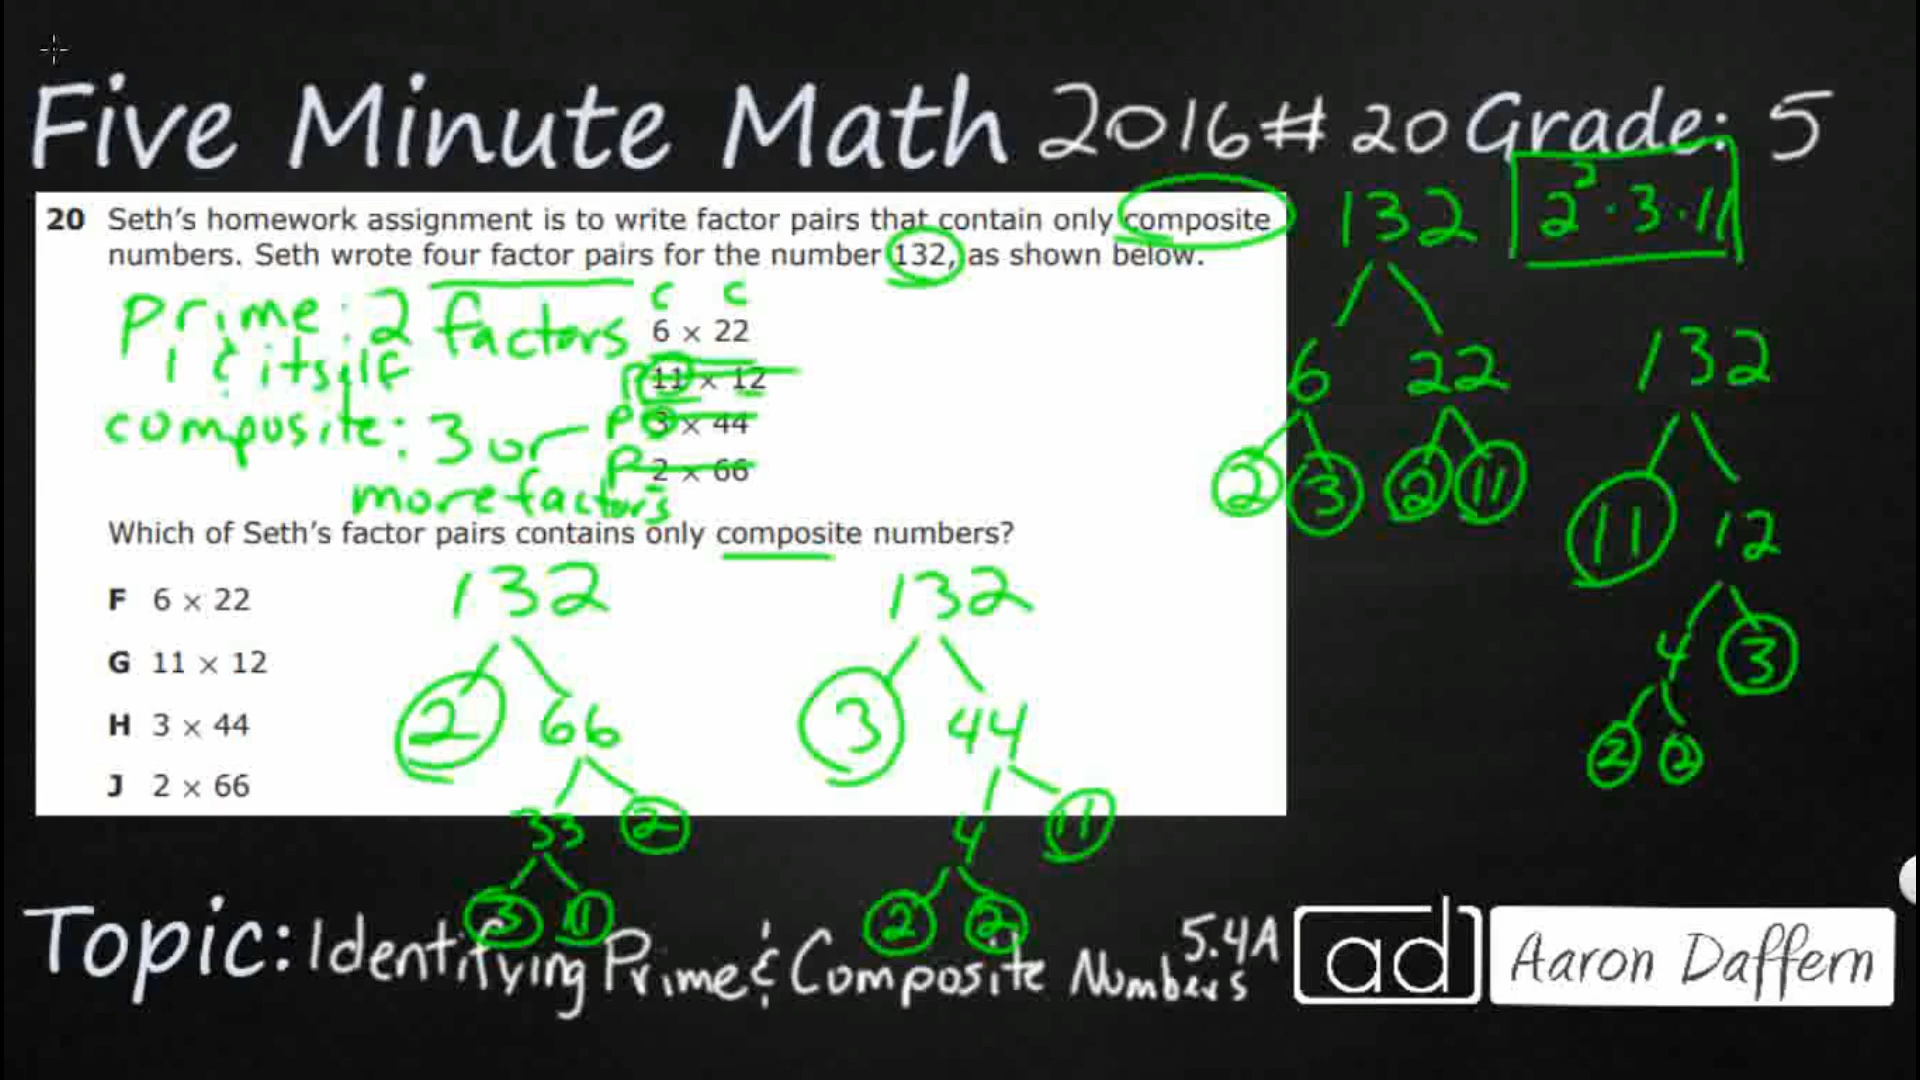 Five Minute Math 2016 # 20 Grade: 5
20 Seth's homework assignment is to write factor pairs that contain only composite
numbers. Seth wrote four factor pairs for the number 132, as shown below.
Prime: 2 factors
1 & itself
composite: 3 or
more factors
C C
6 × 22
P 11 × 12
P 3 × 44
P 2 × 66
Which of Seth's factor pairs contains only composite numbers?
F 6 × 22
G 11 × 12
H 3 × 44
J 2 × 66
132
2 66
33 2
3 11
132
3 44
4 11
2 2
132
6 22
2 3 2 11
2² · 3 · 11
132
11 12
4 3
2 2
Topic: Identifying Prime & Composite Numbers 5.4A
ad Aaron Daffern